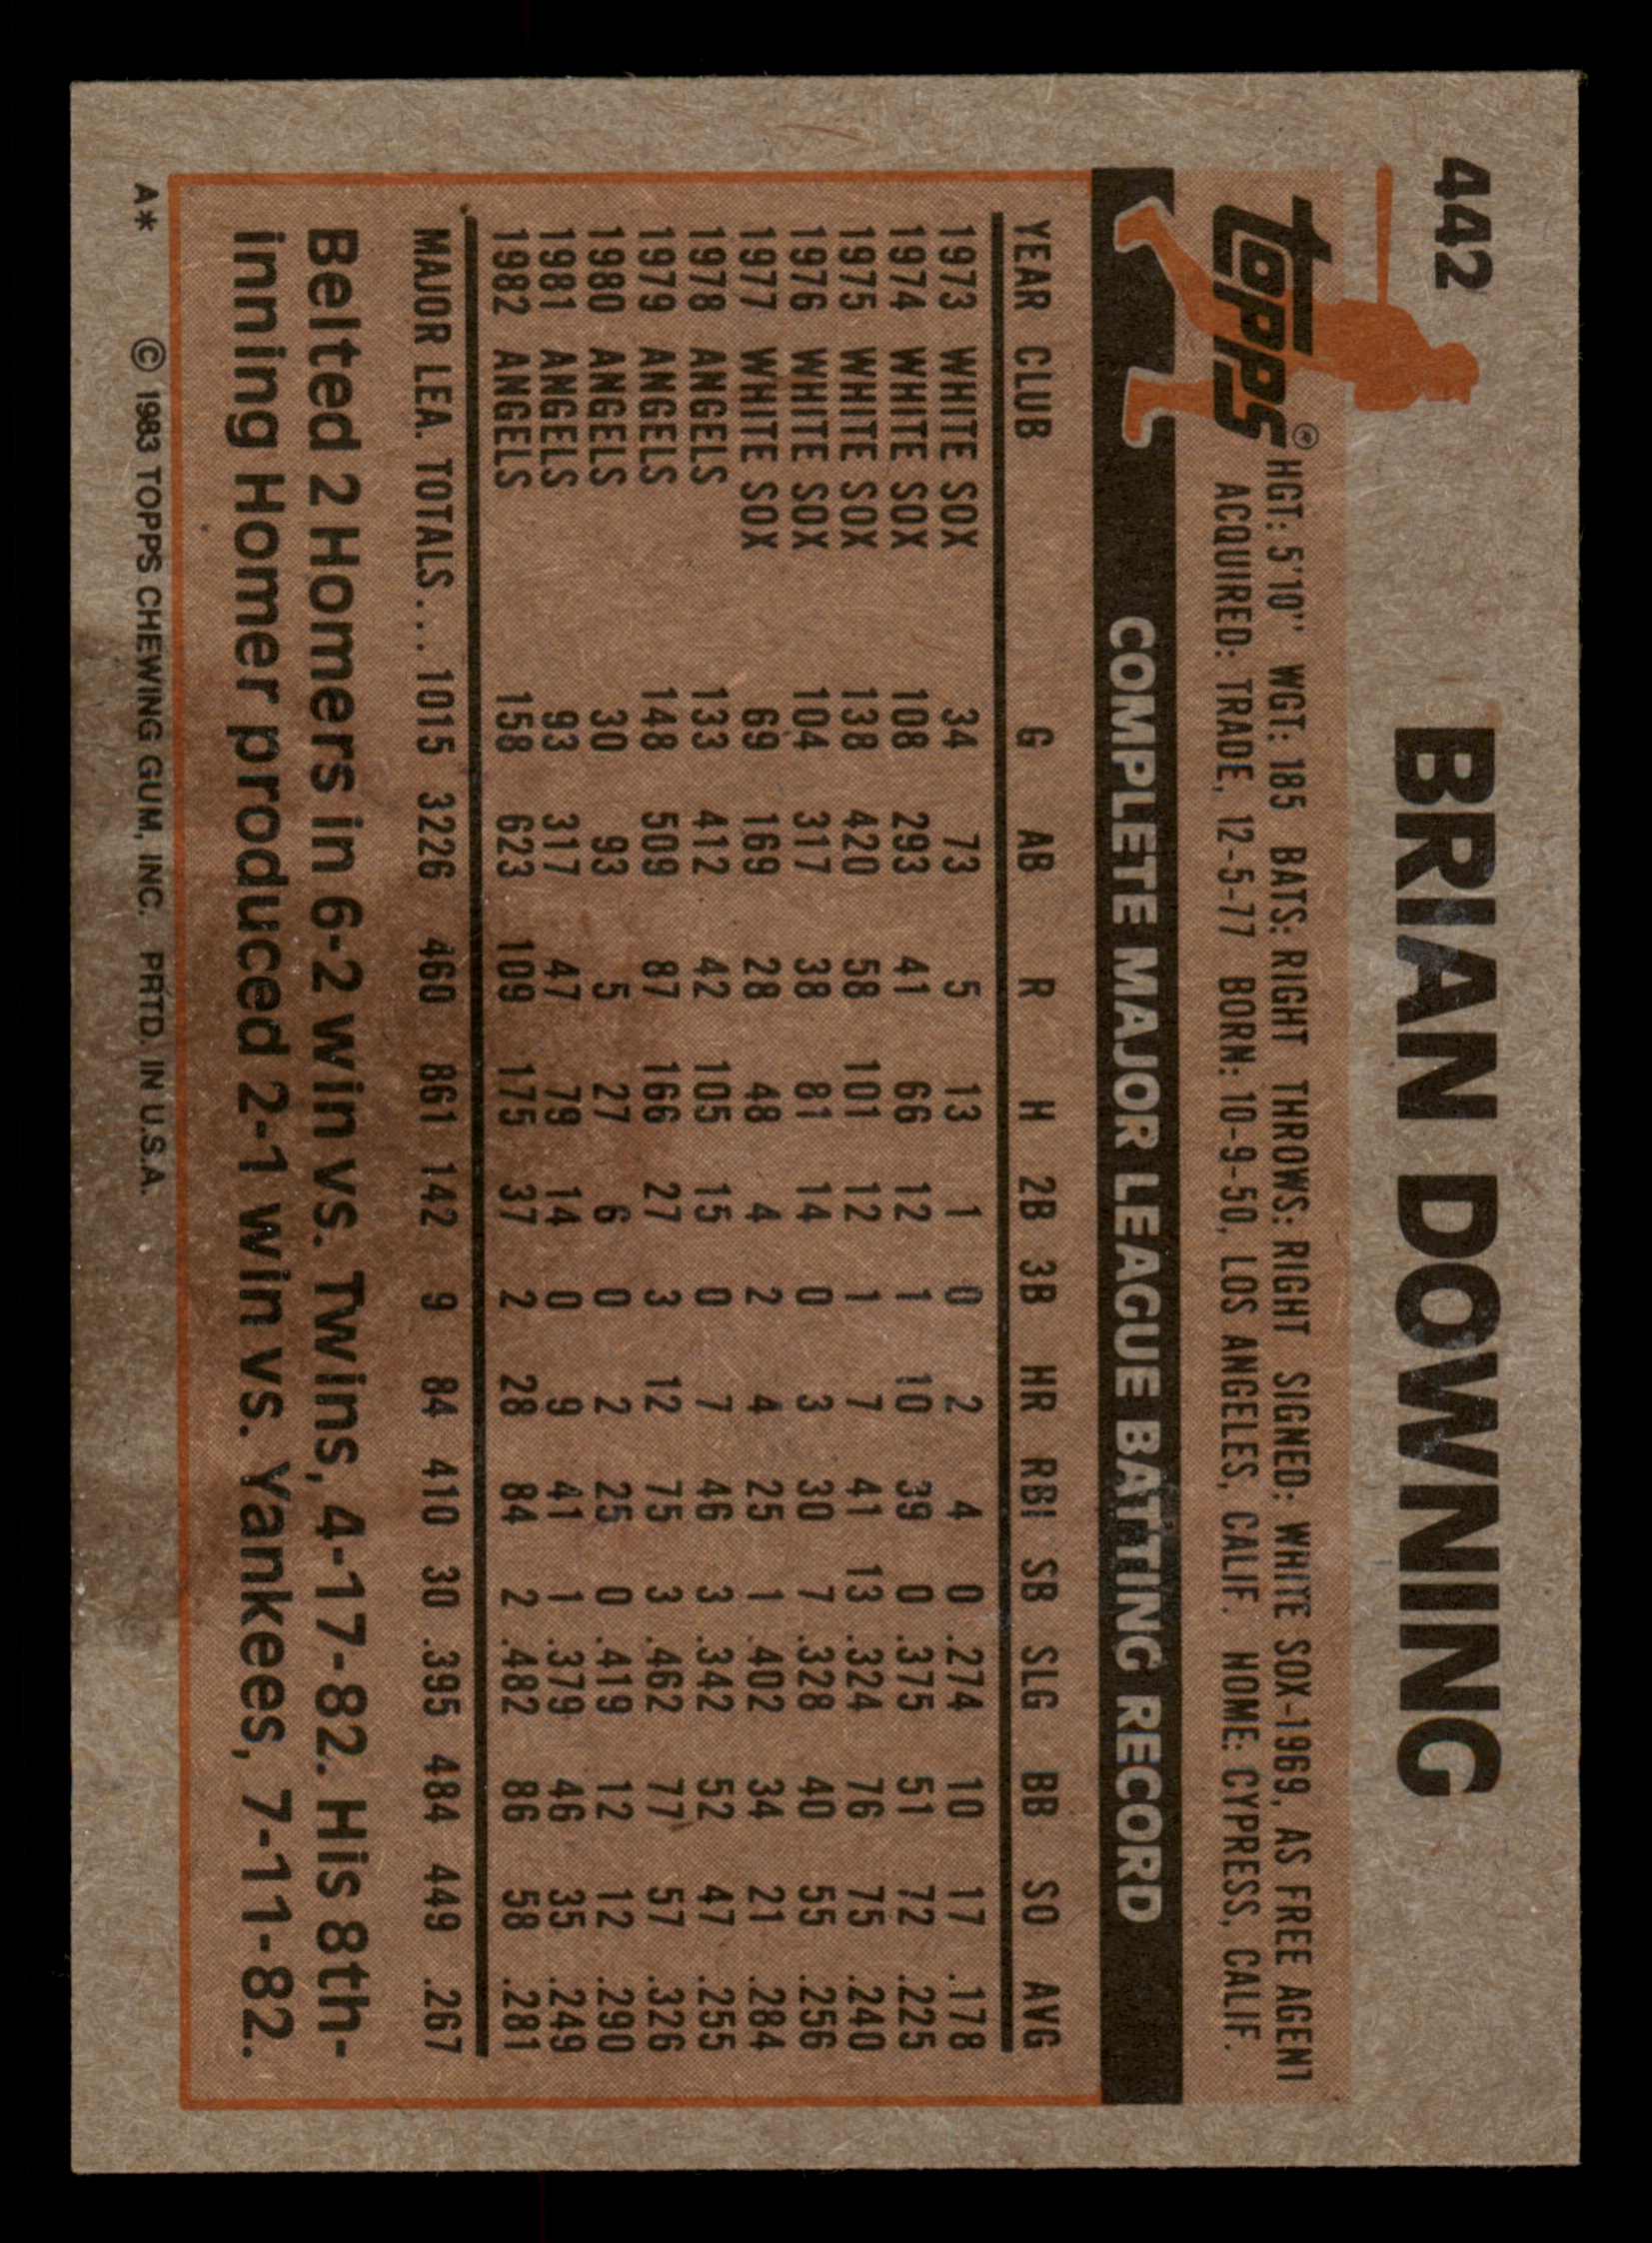 442
BRIAN DOWNING
Topps®
HGT: 5'10" WGT: 185 BATS: RIGHT THROWS: RIGHT SIGNED: WHITE SOX-1969, AS FREE AGENT
ACQUIRED: TRADE, 12-5-77 BORN: 10-9-50, LOS ANGELES, CALIF. HOME: CYPRESS, CALIF.
COMPLETE MAJOR LEAGUE BATTING RECORD
YEAR CLUB G AB R H 2B 3B HR RBI SB SLG BB SO AVG
1973 WHITE SOX 34 73 5 13 1 0 2 4 0 .274 10 17 .178
1974 WHITE SOX 108 293 41 66 12 1 10 39 0 .375 51 72 .225
1975 WHITE SOX 138 420 58 101 12 1 7 41 13 .324 76 75 .240
1976 WHITE SOX 104 317 38 81 14 0 3 30 7 .328 40 55 .256
1977 WHITE SOX 69 169 28 48 4 2 4 25 1 .402 34 21 .284
1978 ANGELS 133 412 42 105 15 0 7 46 3 .342 52 47 .255
1979 ANGELS 148 509 87 166 27 3 12 75 3 .462 77 57 .326
1980 ANGELS 30 93 5 27 6 0 2 25 0 .419 12 12 .290
1981 ANGELS 93 317 47 79 14 0 9 41 1 .379 46 35 .249
1982 ANGELS 158 623 109 175 37 2 28 84 2 .482 86 58 .281
MAJOR LEA. TOTALS... 1015 3226 460 861 142 9 84 410 30 .395 484 449 .267
Belted 2 Homers in 6-2 win vs. Twins, 4-17-82. His 8th-
inning Homer produced 2-1 win vs. Yankees, 7-11-82.
A* © 1983 TOPPS CHEWING GUM, INC. PRTD. IN U.S.A.